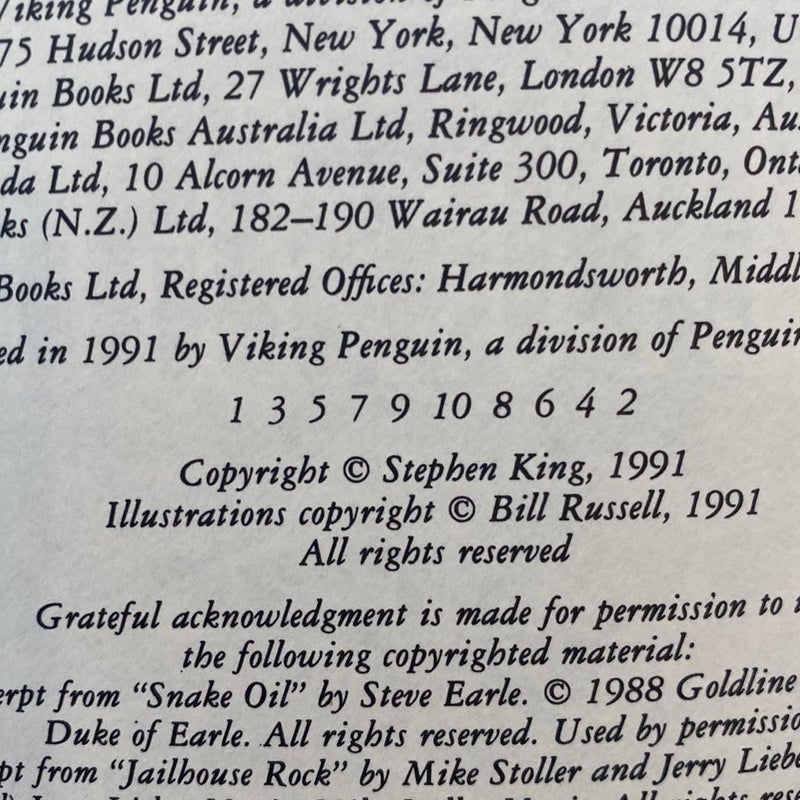 Viking Penguin, a division of Penguin
75 Hudson Street, New York, New York 10014, U
uin Books Ltd, 27 Wrights Lane, London W8 5TZ,
nguin Books Australia Ltd, Ringwood, Victoria, Au
da Ltd, 10 Alcorn Avenue, Suite 300, Toronto, Ont
ks (N.Z.) Ltd, 182–190 Wairau Road, Auckland 1
Books Ltd, Registered Offices: Harmondsworth, Middl
ed in 1991 by Viking Penguin, a division of Penguin
1 3 5 7 9 10 8 6 4 2
Copyright © Stephen King, 1991
Illustrations copyright © Bill Russell, 1991
All rights reserved
Grateful acknowledgment is made for permission to
the following copyrighted material:
erpt from "Snake Oil" by Steve Earle. © 1988 Goldline
Duke of Earle. All rights reserved. Used by permissio
pt from "Jailhouse Rock" by Mike Stoller and Jerry Liebe